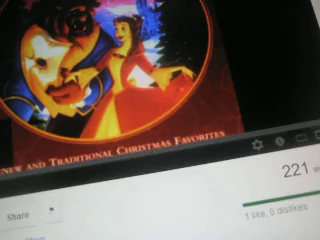 NEW AND TRADITIONAL CHRISTMAS FAVORITES
221
Share
1 like, 0 dislikes